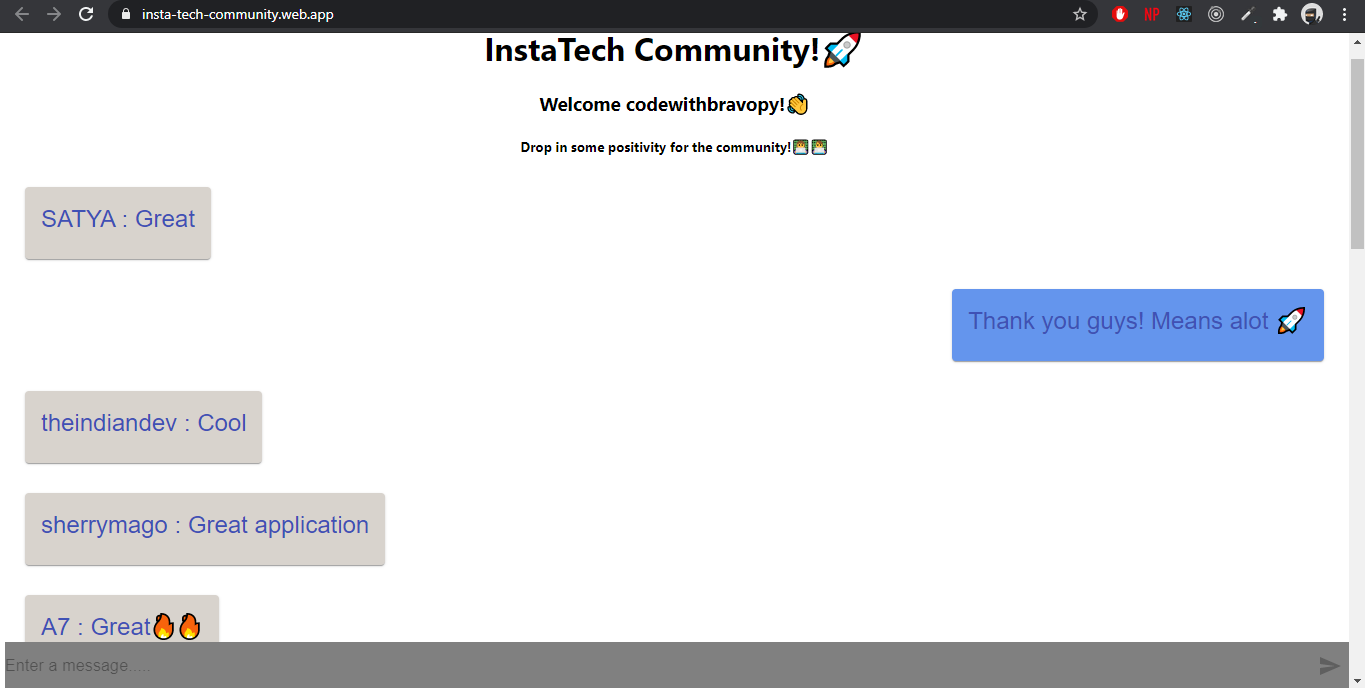 insta-tech-community.web.app
NP
InstaTech Community!🚀
Welcome codewithbravopy!👏
Drop in some positivity for the community!👨‍💻👨‍💻
SATYA : Great
Thank you guys! Means alot 🚀
theindiandev : Cool
sherrymago : Great application
A7 : Great🔥🔥
Enter a message.....